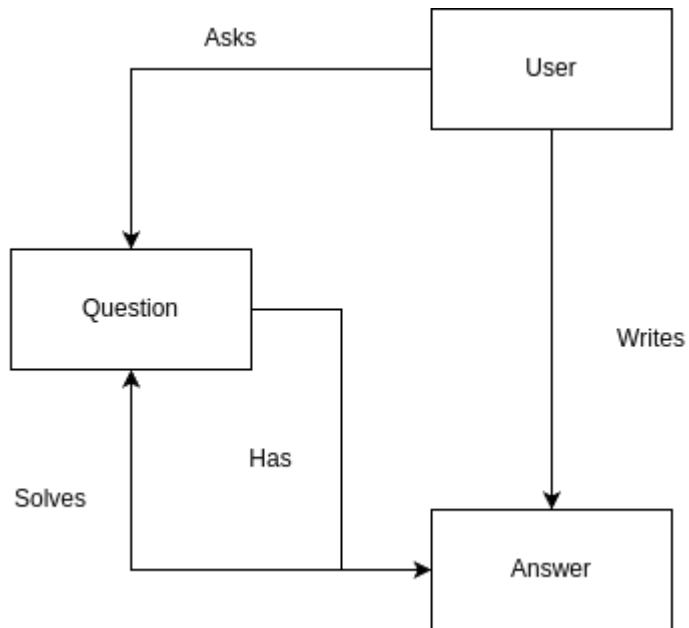 Asks
User
Question
Writes
Has
Solves
Answer